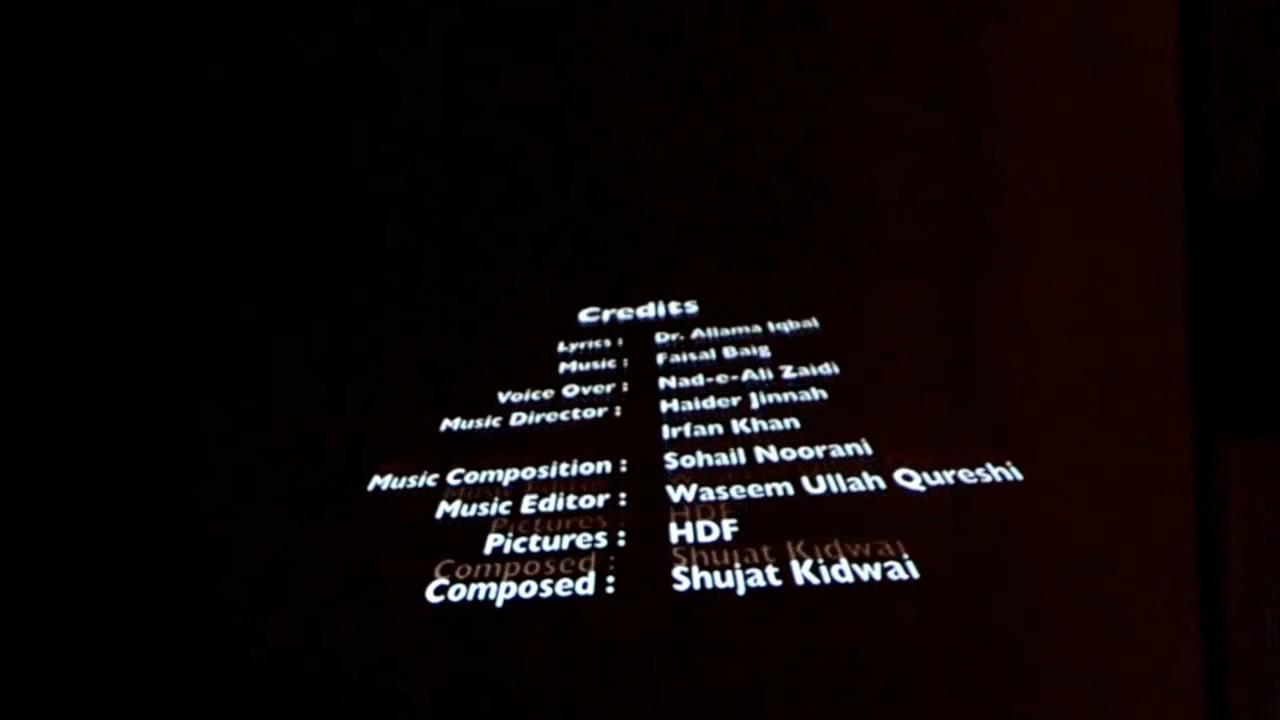 Credits
Lyrics : Dr. Allama Iqbal
Music : Faisal Baig
Voice Over : Nad-e-Ali Zaidi
Music Director : Haider Jinnah
Irfan Khan
Music Composition : Sohail Noorani
Music Editor : Waseem Ullah Qureshi
Pictures : HDF
Composed : Shujat Kidwai